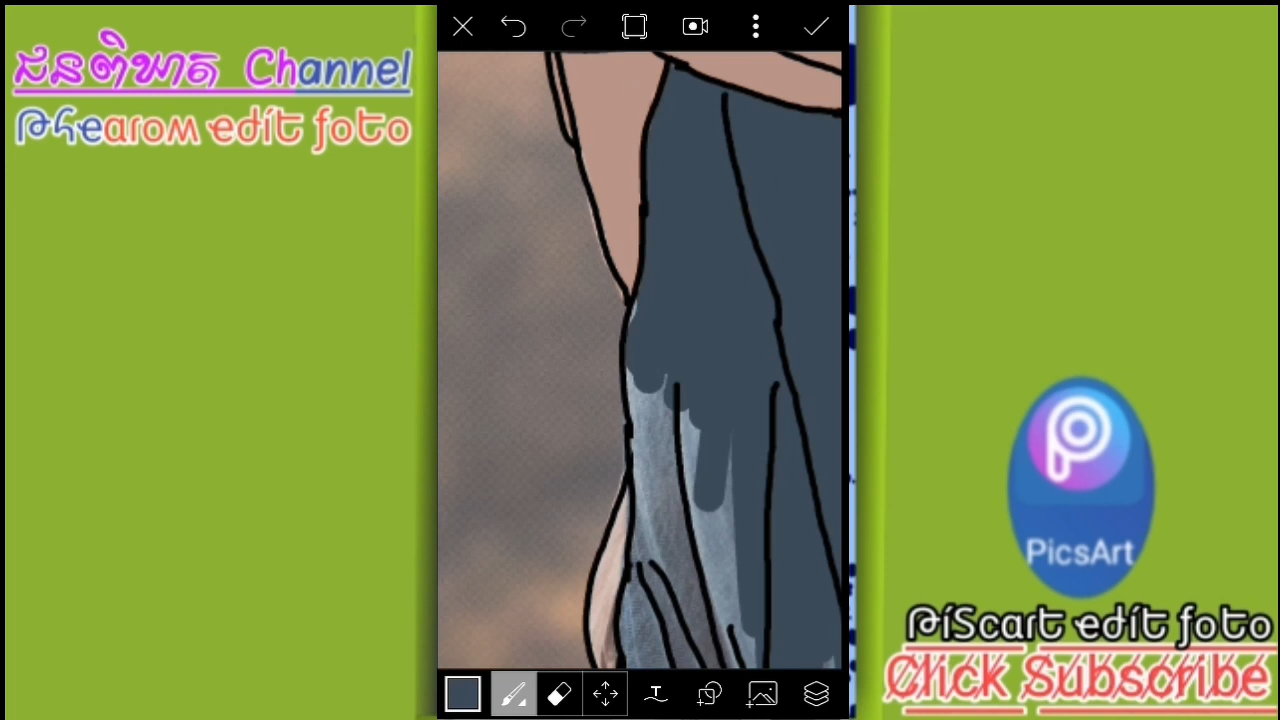 Channel
Phearom edit foto
PicsArt
PiScart edit foto
Click Subscribe